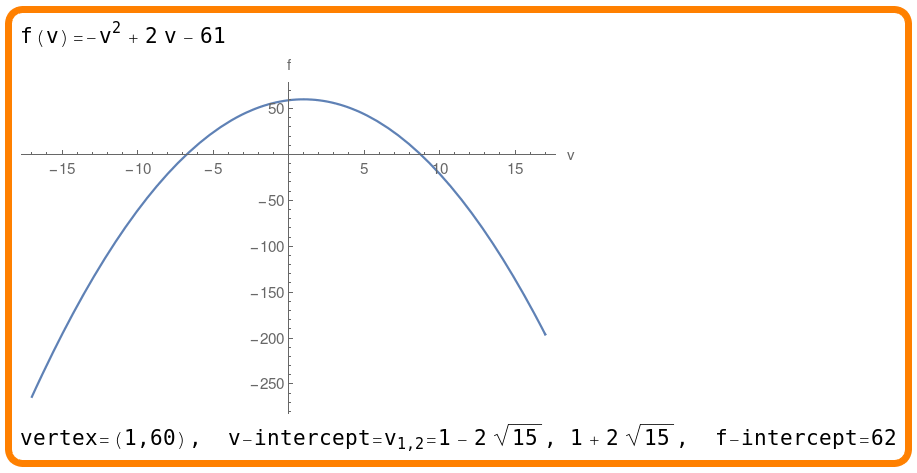 f(v)=-v² + 2 v - 61
f
50
-15 -10 -5 5 10 15 v
-50
-100
-150
-200
-250
vertex=(1,60), v-intercept=v₁,₂=1 - 2 √15, 1 + 2 √15, f-intercept=62